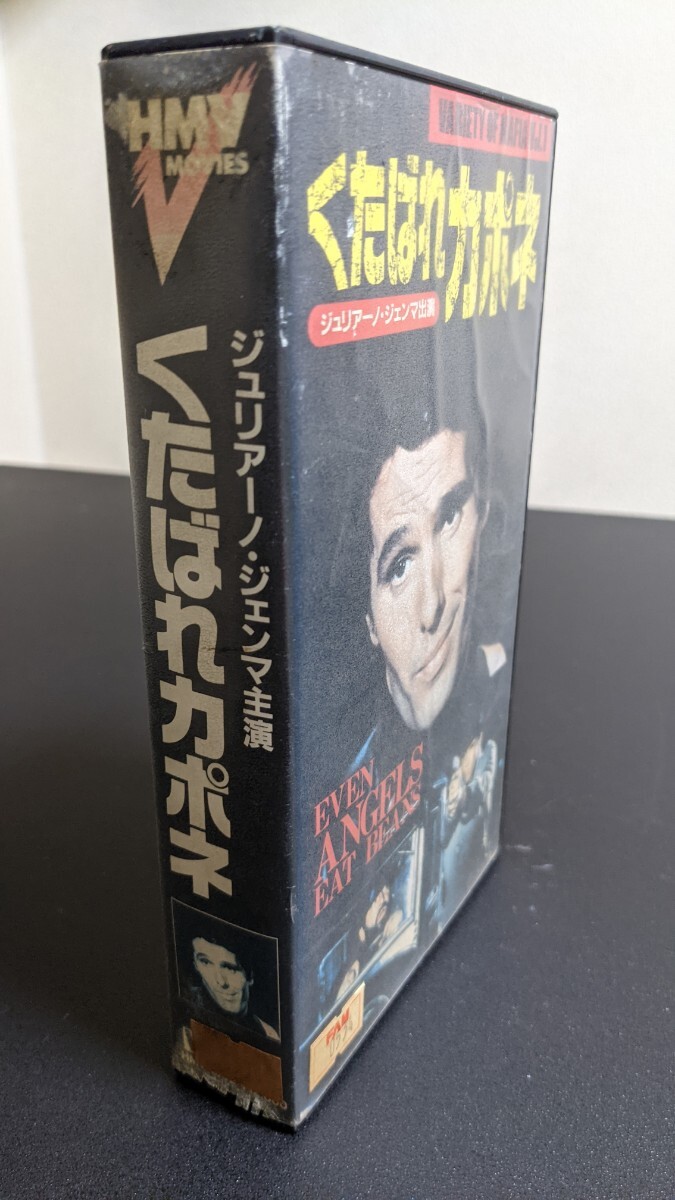 HMV
MOVIES
ジュリアーノ・ジェンマ主演
くたばれカポネ
VARIETY OF MAFIA
くたばれカポネ
ジュリアーノ・ジェンマ出演
EVEN
ANGELS
EAT BEANS
FAM